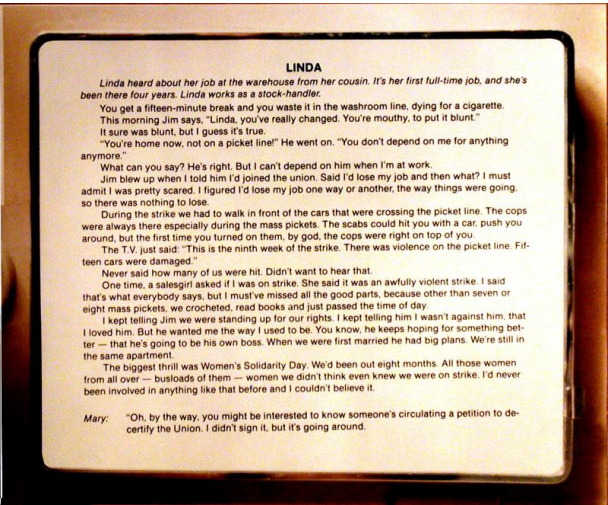 LINDA
Linda heard about her job at the warehouse from her cousin. It's her first full-time job, and she's
been there four years. Linda works as a stock-handler.
You get a fifteen-minute break and you waste it in the washroom line, dying for a cigarette.
This morning Jim says, "Linda, you've really changed. You're mouthy, to put it blunt."
It sure was blunt, but I guess it's true.
"You're home now, not on a picket line!" He went on. "You don't depend on me for anything
anymore."
What can you say? He's right. But I can't depend on him when I'm at work.
Jim blew up when I told him I'd joined the union. Said I'd lose my job and then what? I must
admit I was pretty scared. I figured I'd lose my job one way or another, the way things were going,
so there was nothing to lose.
During the strike we had to walk in front of the cars that were crossing the picket line. The cops
were always there especially during the mass pickets. The scabs could hit you with a car, push you
around, but the first time you turned on them, by god, the cops were right on top of you.
The T.V. just said: "This is the ninth week of the strike. There was violence on the picket line. Fif-
teen cars were damaged."
Never said how many of us were hit. Didn't want to hear that.
One time, a salesgirl asked if I was on strike. She said it was an awfully violent strike. I said
that's what everybody says, but I must've missed all the good parts, because other than seven or
eight mass pickets, we crocheted, read books and just passed the time of day.
I kept telling Jim we were standing up for our rights. I kept telling him I wasn't against him, that
I loved him. But he wanted me the way I used to be. You know, he keeps hoping for something bet-
ter — that he's going to be his own boss. When we were first married he had big plans. We're still in
the same apartment.
The biggest thrill was Women's Solidarity Day. We'd been out eight months. All those women
from all over — busloads of them — women we didn't think even knew we were on strike. I'd never
been involved in anything like that before and I couldn't believe it.
Mary: "Oh, by the way, you might be interested to know someone's circulating a petition to de-
certify the Union. I didn't sign it, but it's going around.